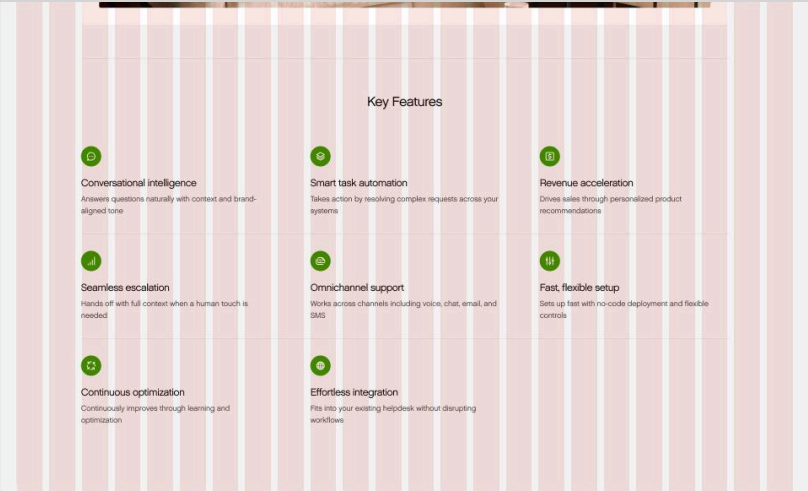 Key Features
Conversational intelligence
Answers questions naturally with context and brand-
aligned tone
Smart task automation
Takes action by resolving complex requests across your
systems
Revenue acceleration
Drives sales through personalized product
recommendations
Seamless escalation
Hands off with full context when a human touch is
needed
Omnichannel support
Works across channels including voice, chat, email, and
SMS
Fast, flexible setup
Sets up fast with no-code deployment and flexible
controls
Continuous optimization
Continuously improves through learning and
optimization
Effortless integration
Fits into your existing helpdesk without disrupting
workflows